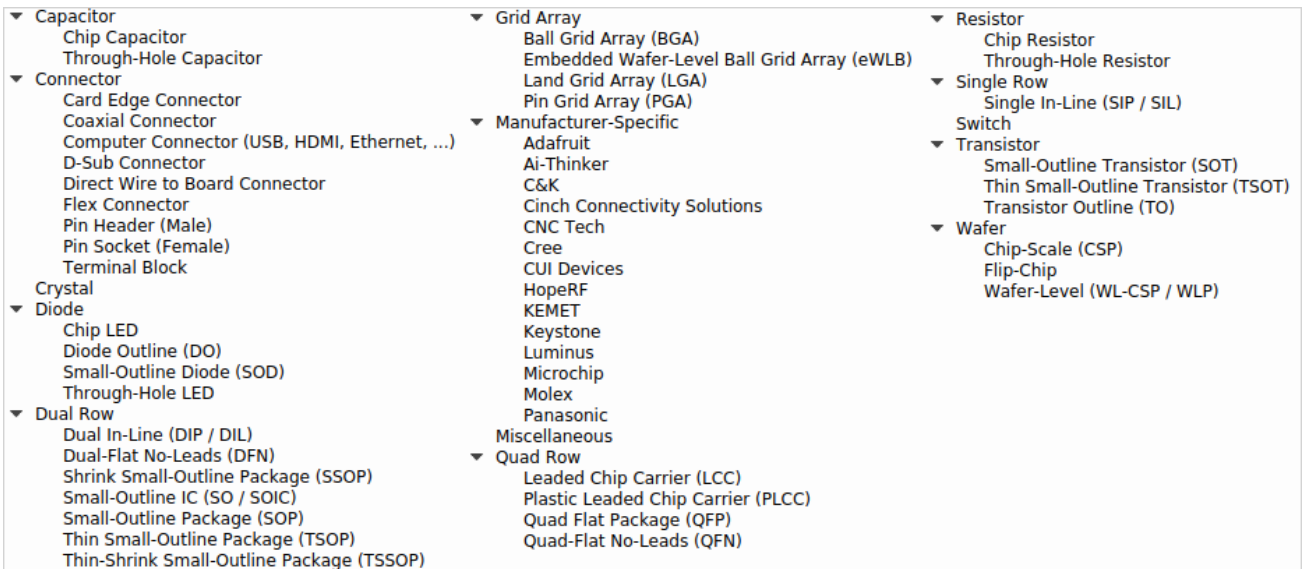 Capacitor
Chip Capacitor
Through-Hole Capacitor
Connector
Card Edge Connector
Coaxial Connector
Computer Connector (USB, HDMI, Ethernet, ...)
D-Sub Connector
Direct Wire to Board Connector
Flex Connector
Pin Header (Male)
Pin Socket (Female)
Terminal Block
Crystal
Diode
Chip LED
Diode Outline (DO)
Small-Outline Diode (SOD)
Through-Hole LED
Dual Row
Dual In-Line (DIP / DIL)
Dual-Flat No-Leads (DFN)
Shrink Small-Outline Package (SSOP)
Small-Outline IC (SO / SOIC)
Small-Outline Package (SOP)
Thin Small-Outline Package (TSOP)
Thin-Shrink Small-Outline Package (TSSOP)
Grid Array
Ball Grid Array (BGA)
Embedded Wafer-Level Ball Grid Array (eWLB)
Land Grid Array (LGA)
Pin Grid Array (PGA)
Manufacturer-Specific
Adafruit
Ai-Thinker
C&K
Cinch Connectivity Solutions
CNC Tech
Cree
CUI Devices
HopeRF
KEMET
Keystone
Luminus
Microchip
Molex
Panasonic
Miscellaneous
Quad Row
Leaded Chip Carrier (LCC)
Plastic Leaded Chip Carrier (PLCC)
Quad Flat Package (QFP)
Quad-Flat No-Leads (QFN)
Resistor
Chip Resistor
Through-Hole Resistor
Single Row
Single In-Line (SIP / SIL)
Switch
Transistor
Small-Outline Transistor (SOT)
Thin Small-Outline Transistor (TSOT)
Transistor Outline (TO)
Wafer
Chip-Scale (CSP)
Flip-Chip
Wafer-Level (WL-CSP / WLP)